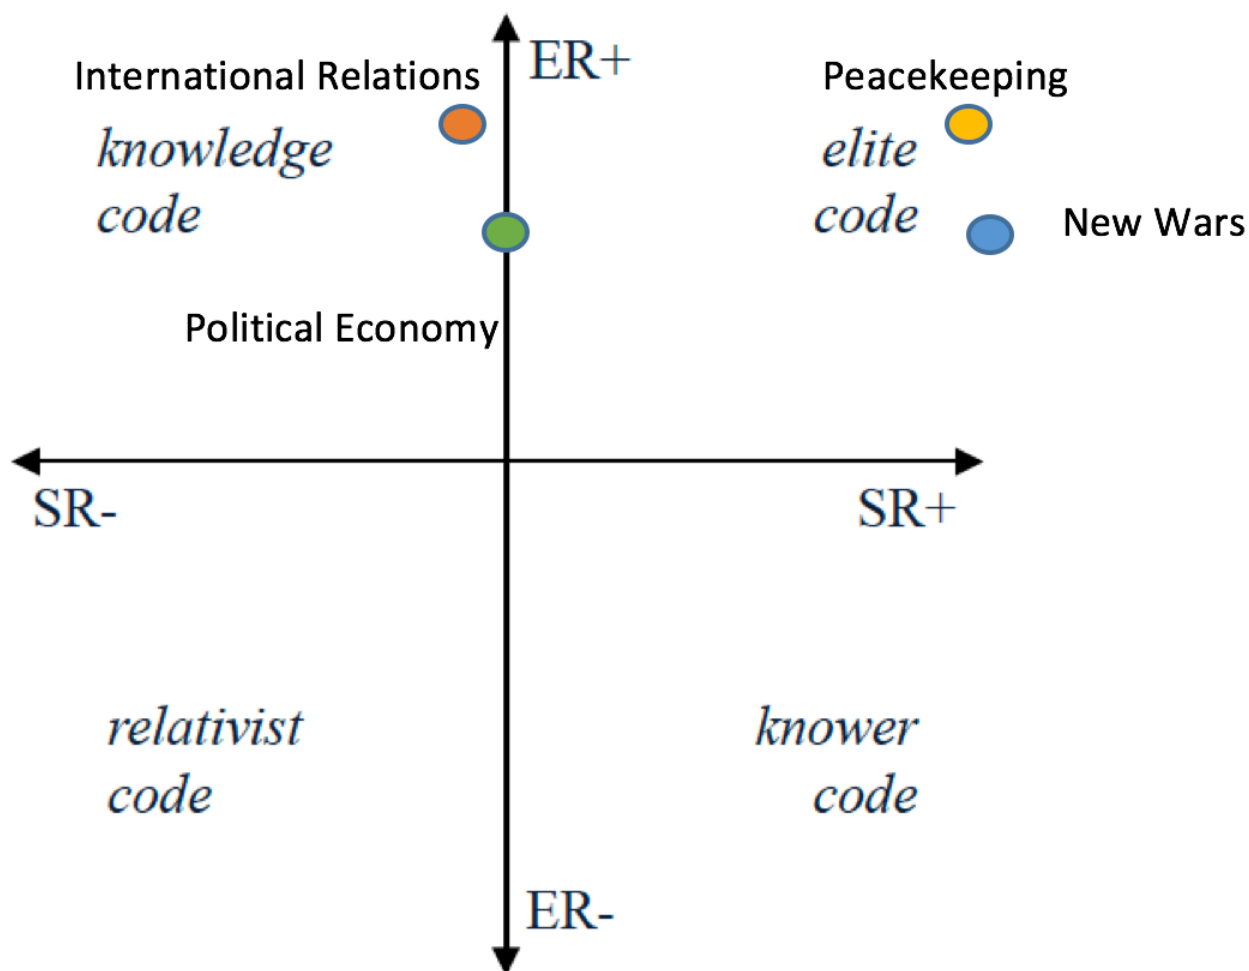 International Relations
ER+
Peacekeeping
knowledge
code
elite
code
New Wars
Political Economy
SR-
SR+
relativist
code
knower
code
ER-